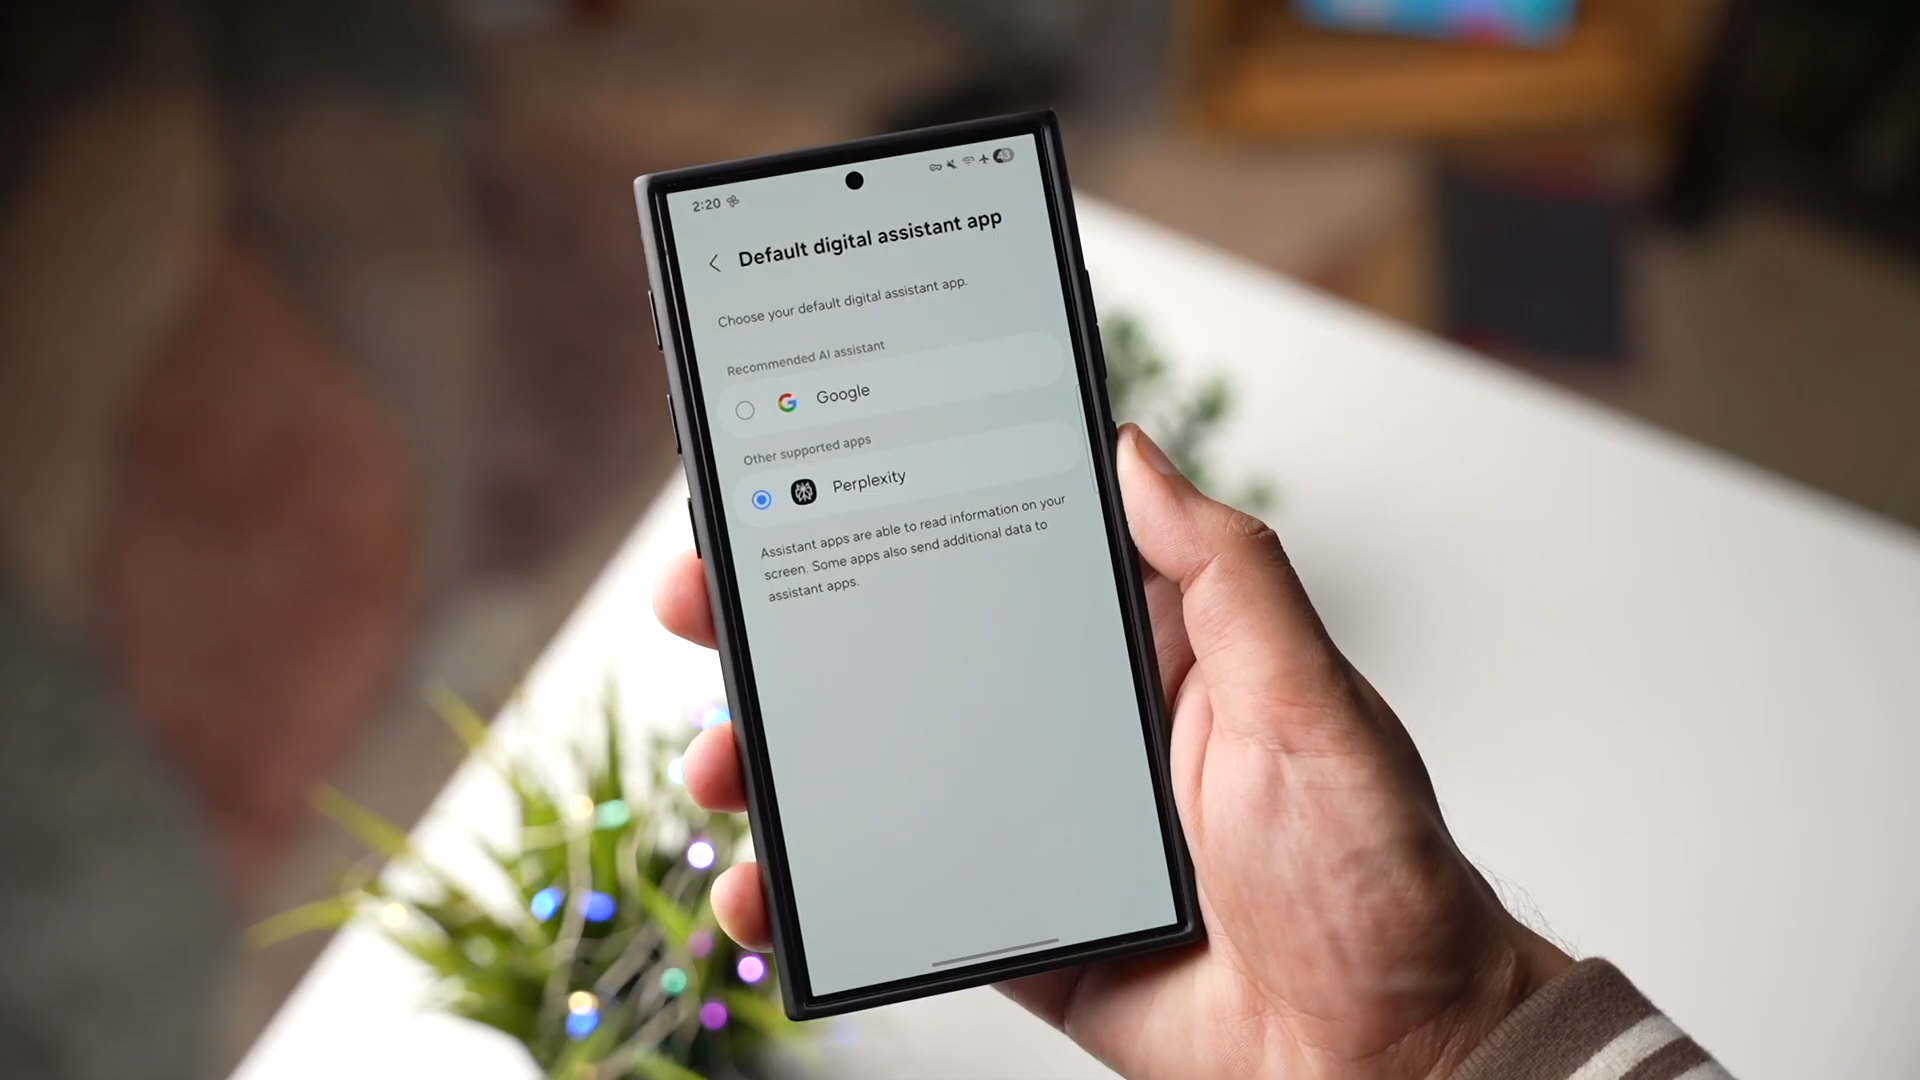 2:20
43
Default digital assistant app
Choose your default digital assistant app.
Recommended AI assistant
Google
Other supported apps
Perplexity
Assistant apps are able to read information on your
screen. Some apps also send additional data to
assistant apps.